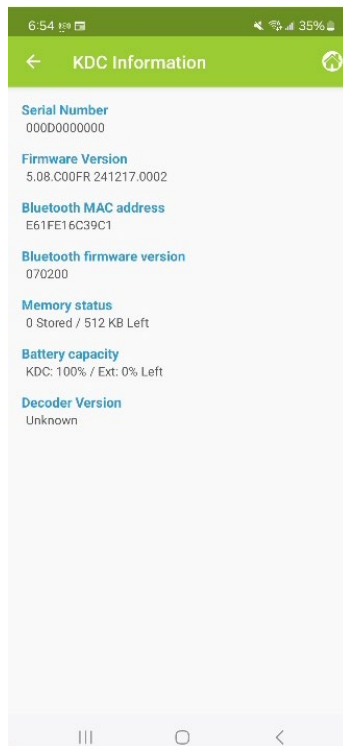 6:54
35%
KDC Information
Serial Number
000D0000000
Firmware Version
5.08.C00FR 241217.0002
Bluetooth MAC address
E61FE16C39C1
Bluetooth firmware version
070200
Memory status
0 Stored / 512 KB Left
Battery capacity
KDC: 100% / Ext: 0% Left
Decoder Version
Unknown